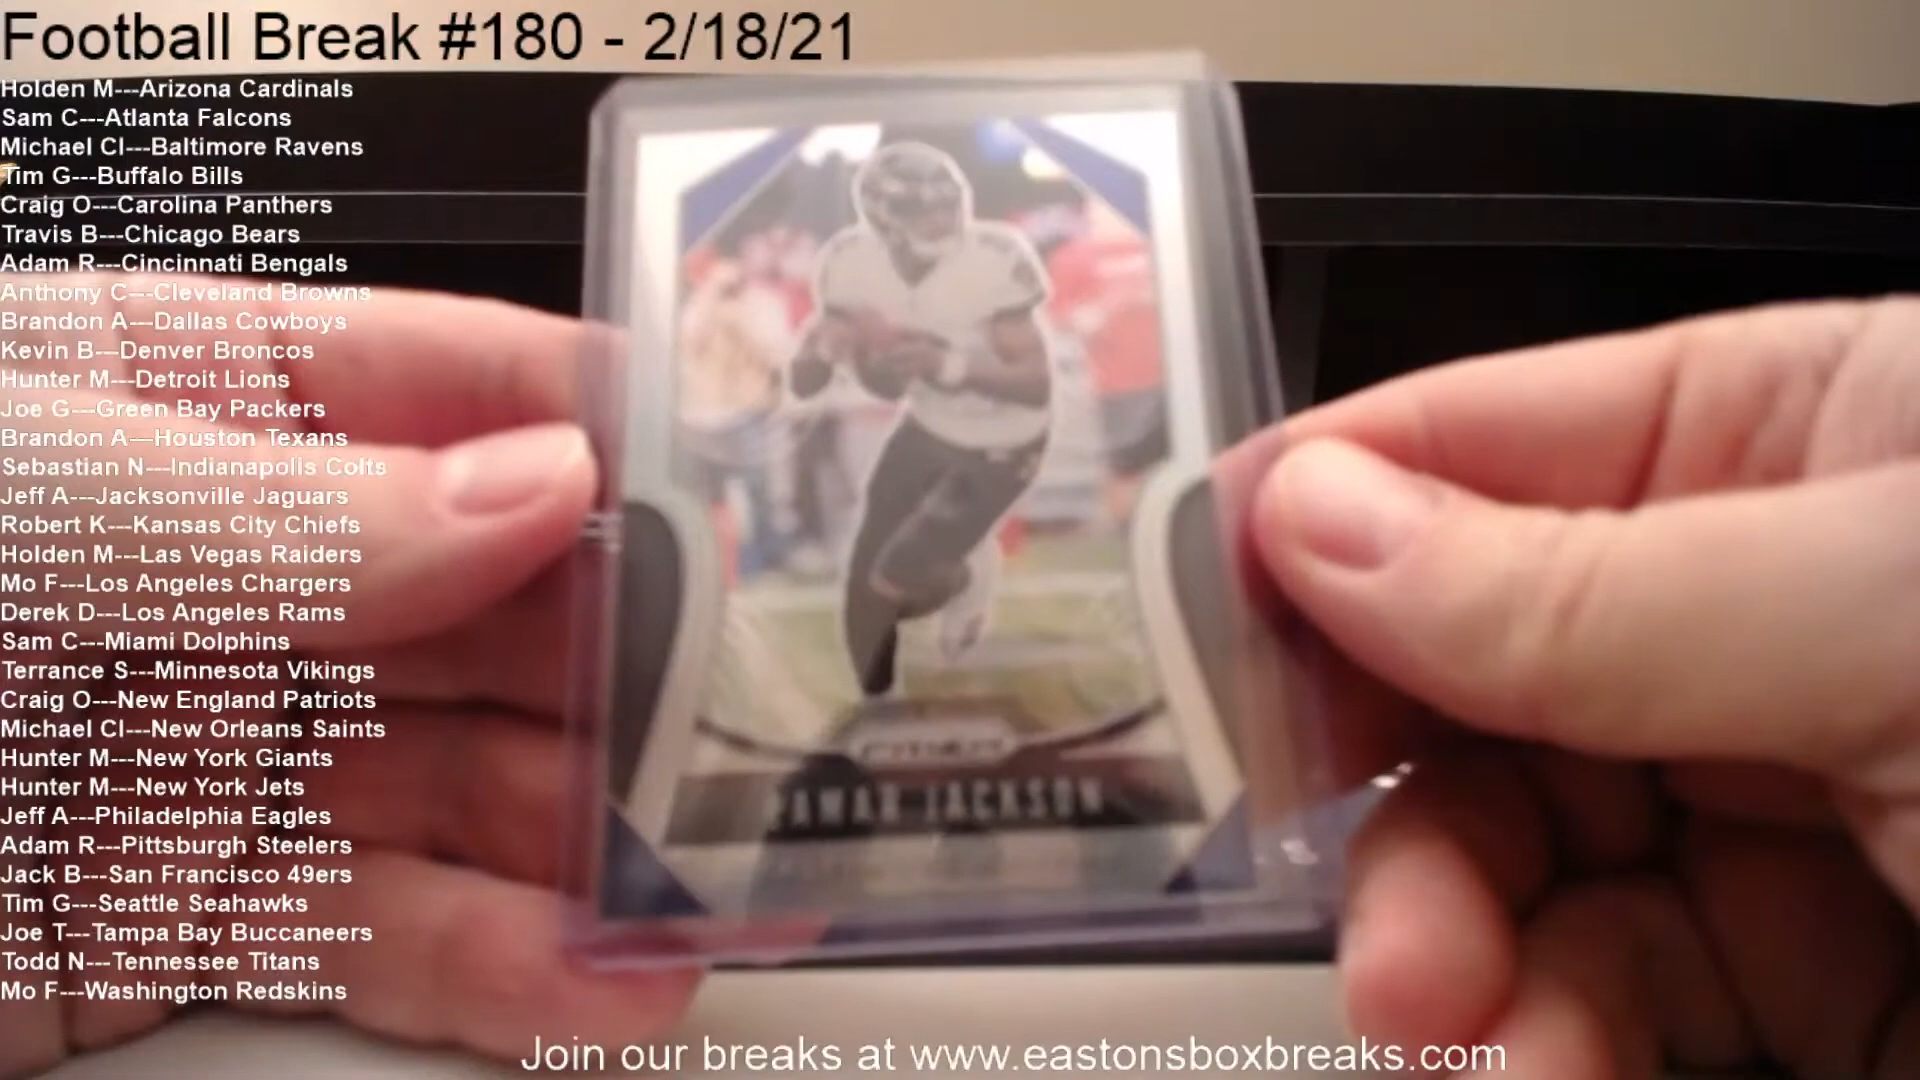 Football Break #180 - 2/18/21
Holden M---Arizona Cardinals
Sam C---Atlanta Falcons
Michael Cl---Baltimore Ravens
Tim G---Buffalo Bills
Craig O---Carolina Panthers
Travis B---Chicago Bears
Adam R---Cincinnati Bengals
Anthony C---Cleveland Browns
Brandon A---Dallas Cowboys
Kevin B---Denver Broncos
Hunter M---Detroit Lions
Joe G---Green Bay Packers
Brandon A---Houston Texans
Sebastian N---Indianapolis Colts
Jeff A---Jacksonville Jaguars
Robert K---Kansas City Chiefs
Holden M---Las Vegas Raiders
Mo F---Los Angeles Chargers
Derek D---Los Angeles Rams
Sam C---Miami Dolphins
Terrance S---Minnesota Vikings
Craig O---New England Patriots
Michael Cl---New Orleans Saints
Hunter M---New York Giants
Hunter M---New York Jets
Jeff A---Philadelphia Eagles
Adam R---Pittsburgh Steelers
Jack B---San Francisco 49ers
Tim G---Seattle Seahawks
Joe T---Tampa Bay Buccaneers
Todd N---Tennessee Titans
Mo F---Washington Redskins
PRIZM
LAMAR JACKSON
Join our breaks at www.eastonsboxbreaks.com